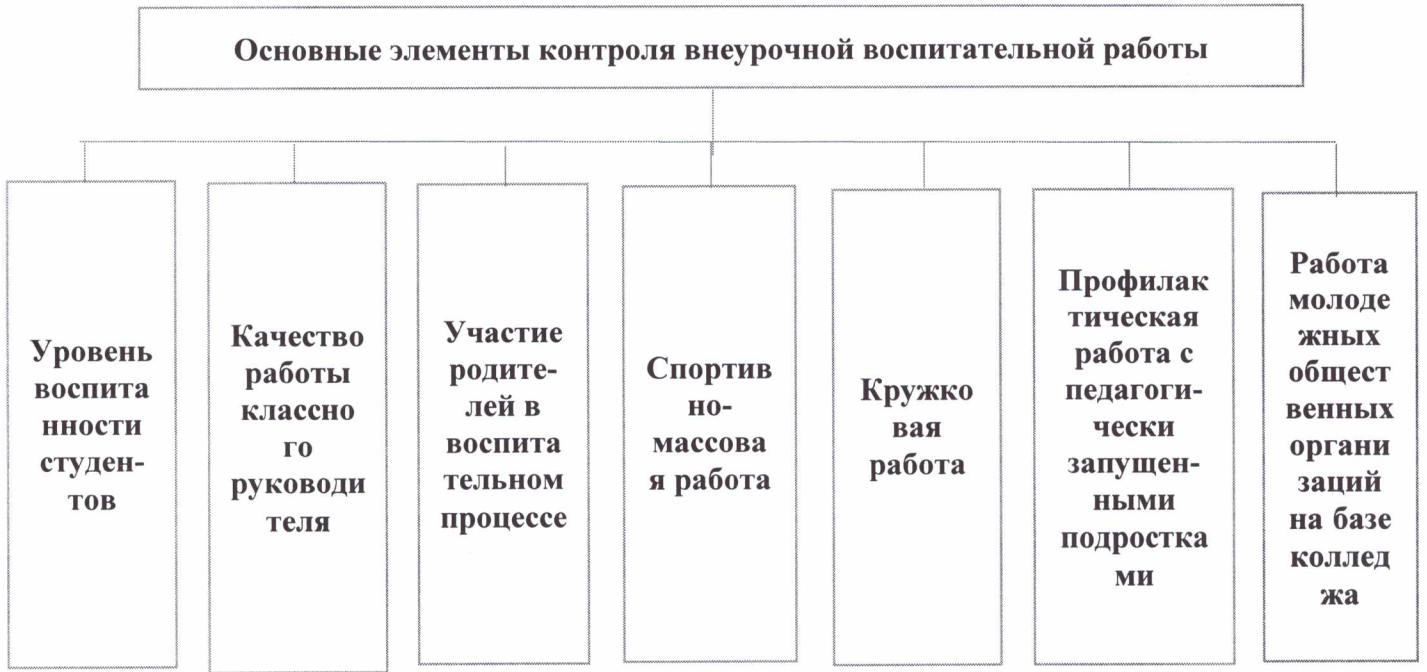 Основные элементы контроля внеурочной воспитательной работы
Уровень
воспита
нности
студен-
тов
Качество
работы
классно
го
руководи
теля
Участие
родите-
лей в
воспита
тельном
процессе
Спортив
но-
массова
я работа
Кружко
вая
работа
Профилак
тическая
работа с
педагоги-
чески
запущен-
ными
подростка
ми
Работа
молоде
жных
общест
венных
органи
заций
на базе
коллед
жа